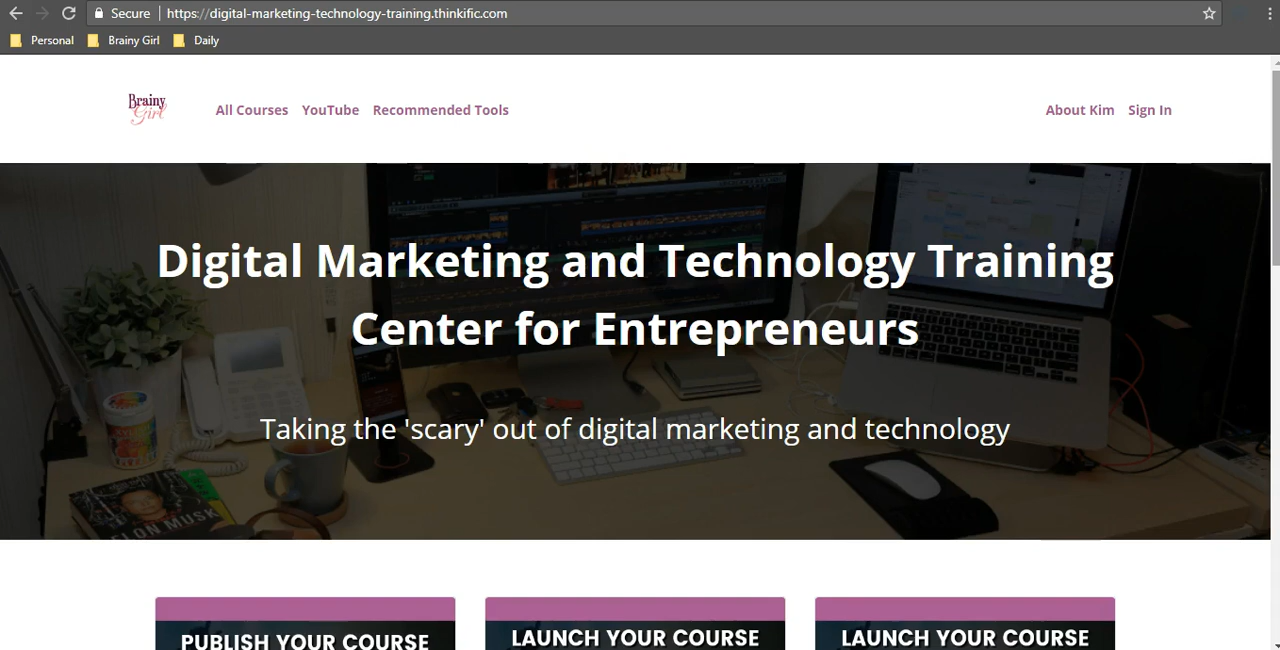 Secure https://digital-marketing-technology-training.thinkific.com
Personal Brainy Girl Daily
Brainy
Girl
All Courses YouTube Recommended Tools About Kim Sign In
Digital Marketing and Technology Training
Center for Entrepreneurs
Taking the 'scary' out of digital marketing and technology
ELON MUSK
PUBLISH YOUR COURSE LAUNCH YOUR COURSE LAUNCH YOUR COURSE